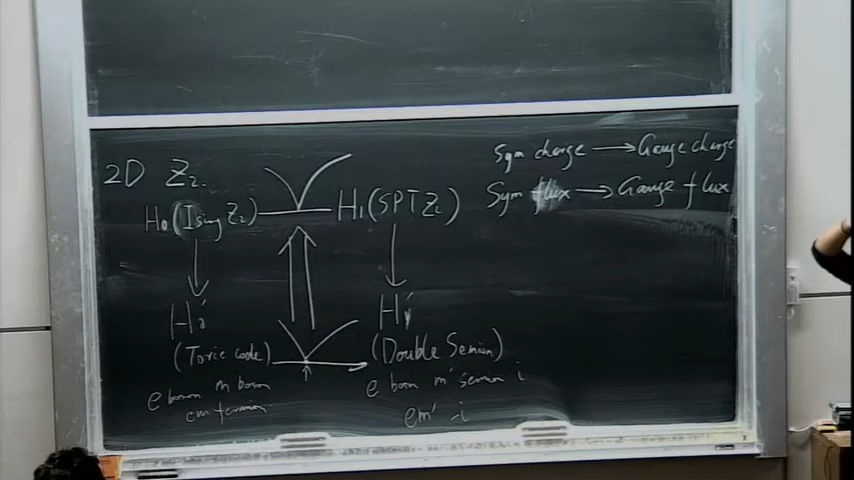 2D Z₂.
H₀(Ising Z₂)
H₁(SPT Z₂)
H₀'
H₁'
(Toric code)
(Double Semion)
e boson m boson
em fermion
e boson m' semion i
em' -i
Sym charge → Gauge charge
Sym flux → Gauge flux